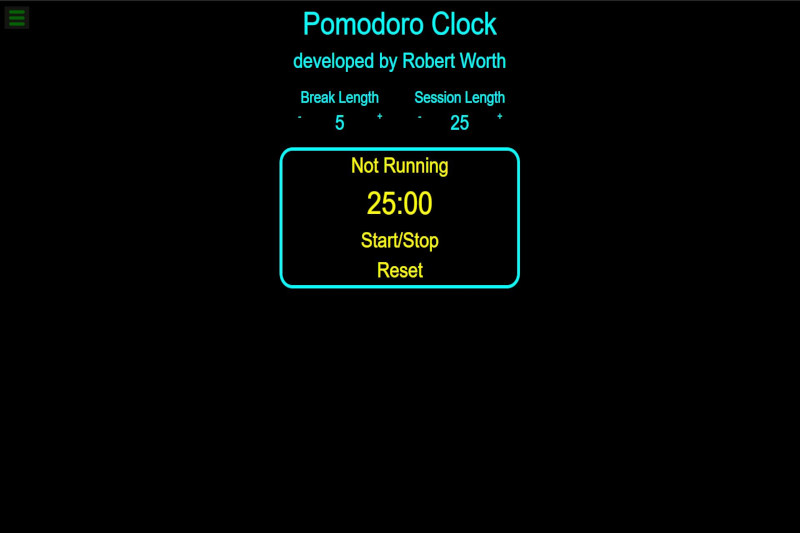 Pomodoro Clock
developed by Robert Worth
Break Length Session Length
- 5 + - 25 +
Not Running
25:00
Start/Stop
Reset